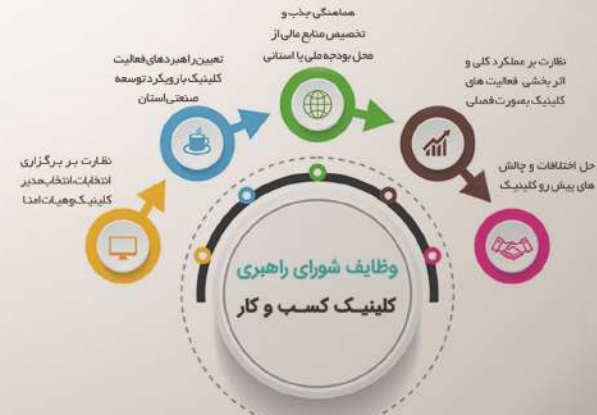 هماهنگی جذب و
تخصیص منابع مالی از
محل بودجه ملی یا استانی
نظارت بر عملکرد کلی و
اثر بخشی فعالیت های
کلینیک بصورت فصلی
تعیین راهبردهای فعالیت
کلینیک با رویکرد توسعه
صنعتی استان
حل اختلافات و چالش
های پیش رو کلینیک
نظارت بر برگزاری
انتخابات، انتخاب مدیر
کلینیک و هیات امنا
وظایف شورای راهبری
کلینیک کسب و کار